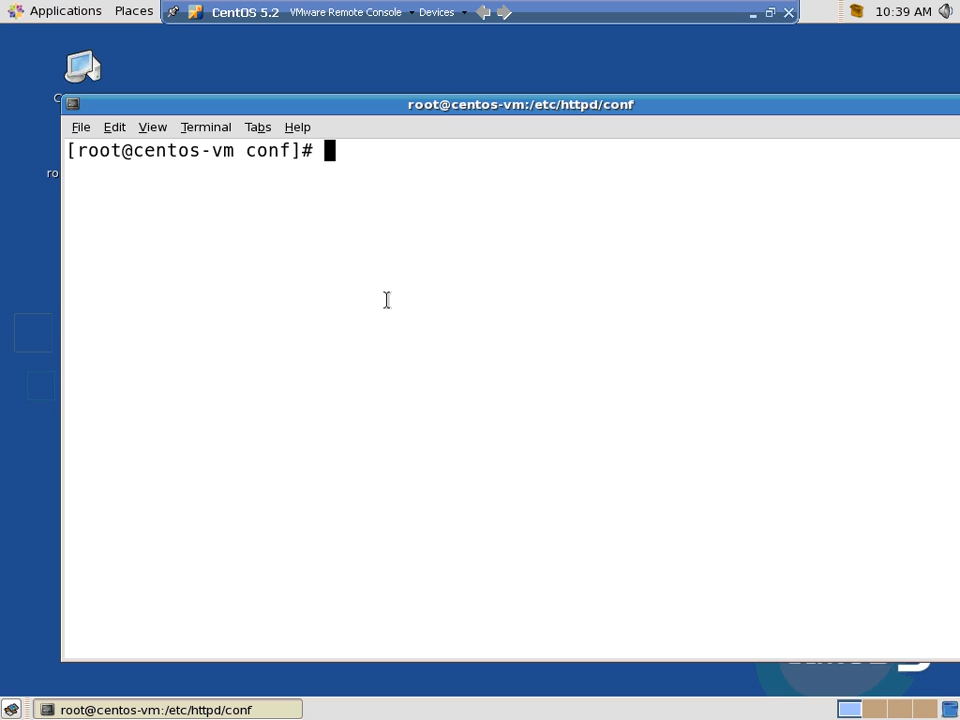 Applications Places CentOS 5.2 VMware Remote Console Devices 10:39 AM
root@centos-vm:/etc/httpd/conf
File Edit View Terminal Tabs Help
[root@centos-vm conf]#
ro
root@centos-vm:/etc/httpd/conf